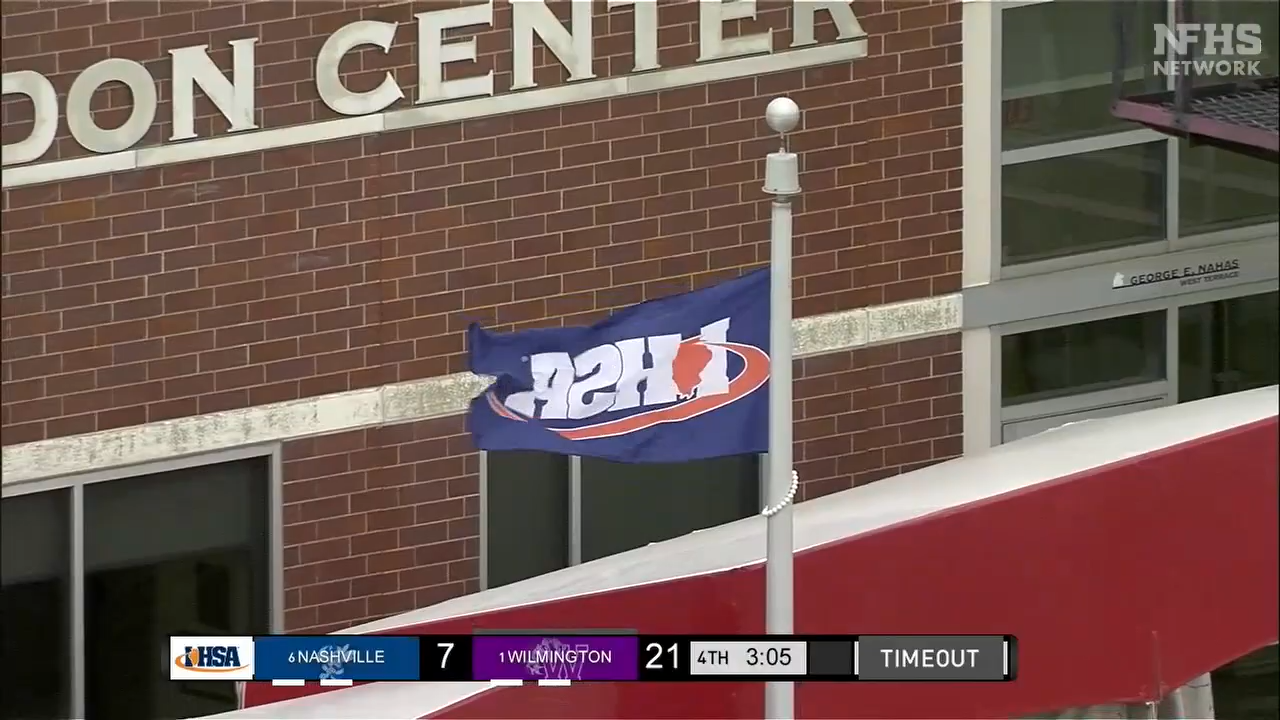 DON CENTER
NFHS
NETWORK
GEORGE E. NAHAS
WEST TERRACE
IHSA
IHSA 6 NASHVILLE 7 1 WILMINGTON 21 4TH 3:05 TIMEOUT